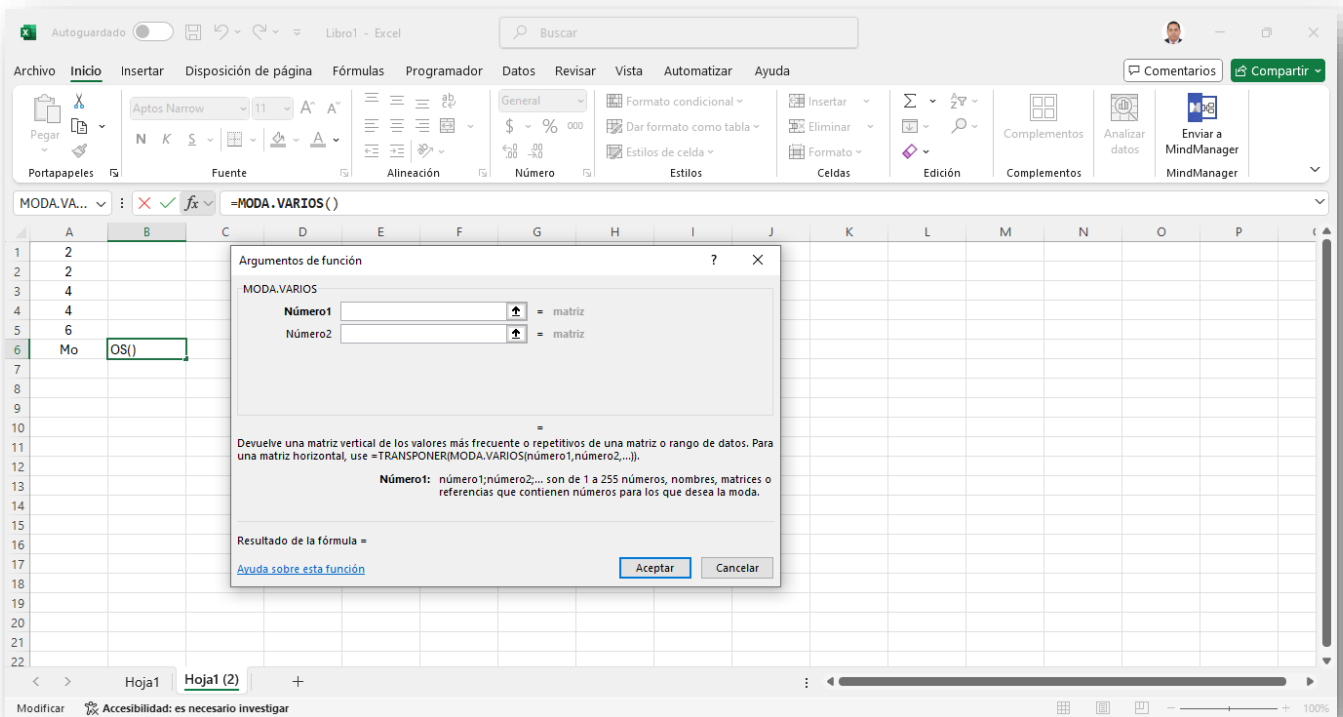 Autoguardado Libro1 - Excel Buscar
Archivo Inicio Insertar Disposición de página Fórmulas Programador Datos Revisar Vista Automatizar Ayuda Comentarios Compartir
Pegar Aptos Narrow 11 A^ A˅ ab General Formato condicional Insertar Σ Complementos Analizar datos Enviar a MindManager
N K S A $ % 000 Dar formato como tabla Eliminar
Estilos de celda Formato
Portapapeles Fuente Alineación Número Estilos Celdas Edición Complementos MindManager
MODA.VA... fx =MODA.VARIOS()
A B C D E F G H I J K L M N O P
1 2
2 2
3 4
4 4
5 6
6 Mo OS()
7
8
9
10
11
12
13
14
15
16
17
18
19
20
21
22
Argumentos de función ?
MODA.VARIOS
Número1 = matriz
Número2 = matriz
=
Devuelve una matriz vertical de los valores más frecuente o repetitivos de una matriz o rango de datos. Para
una matriz horizontal, use =TRANSPONER(MODA.VARIOS(número1,número2,...)).
Número1: número1;número2;... son de 1 a 255 números, nombres, matrices o
referencias que contienen números para los que desea la moda.
Resultado de la fórmula =
Ayuda sobre esta función Aceptar Cancelar
Hoja1 Hoja1 (2) +
Modificar Accesibilidad: es necesario investigar 100%